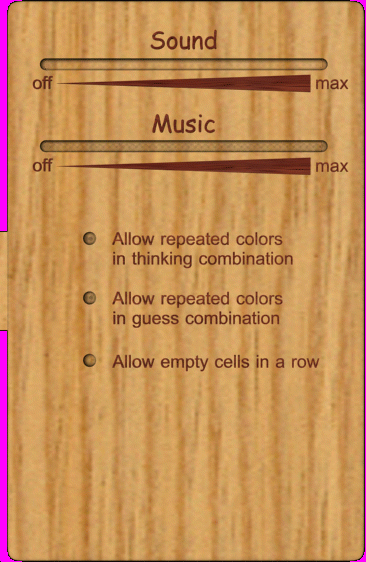 Sound
off max
Music
off max
Allow repeated colors
in thinking combination
Allow repeated colors
in guess combination
Allow empty cells in a row